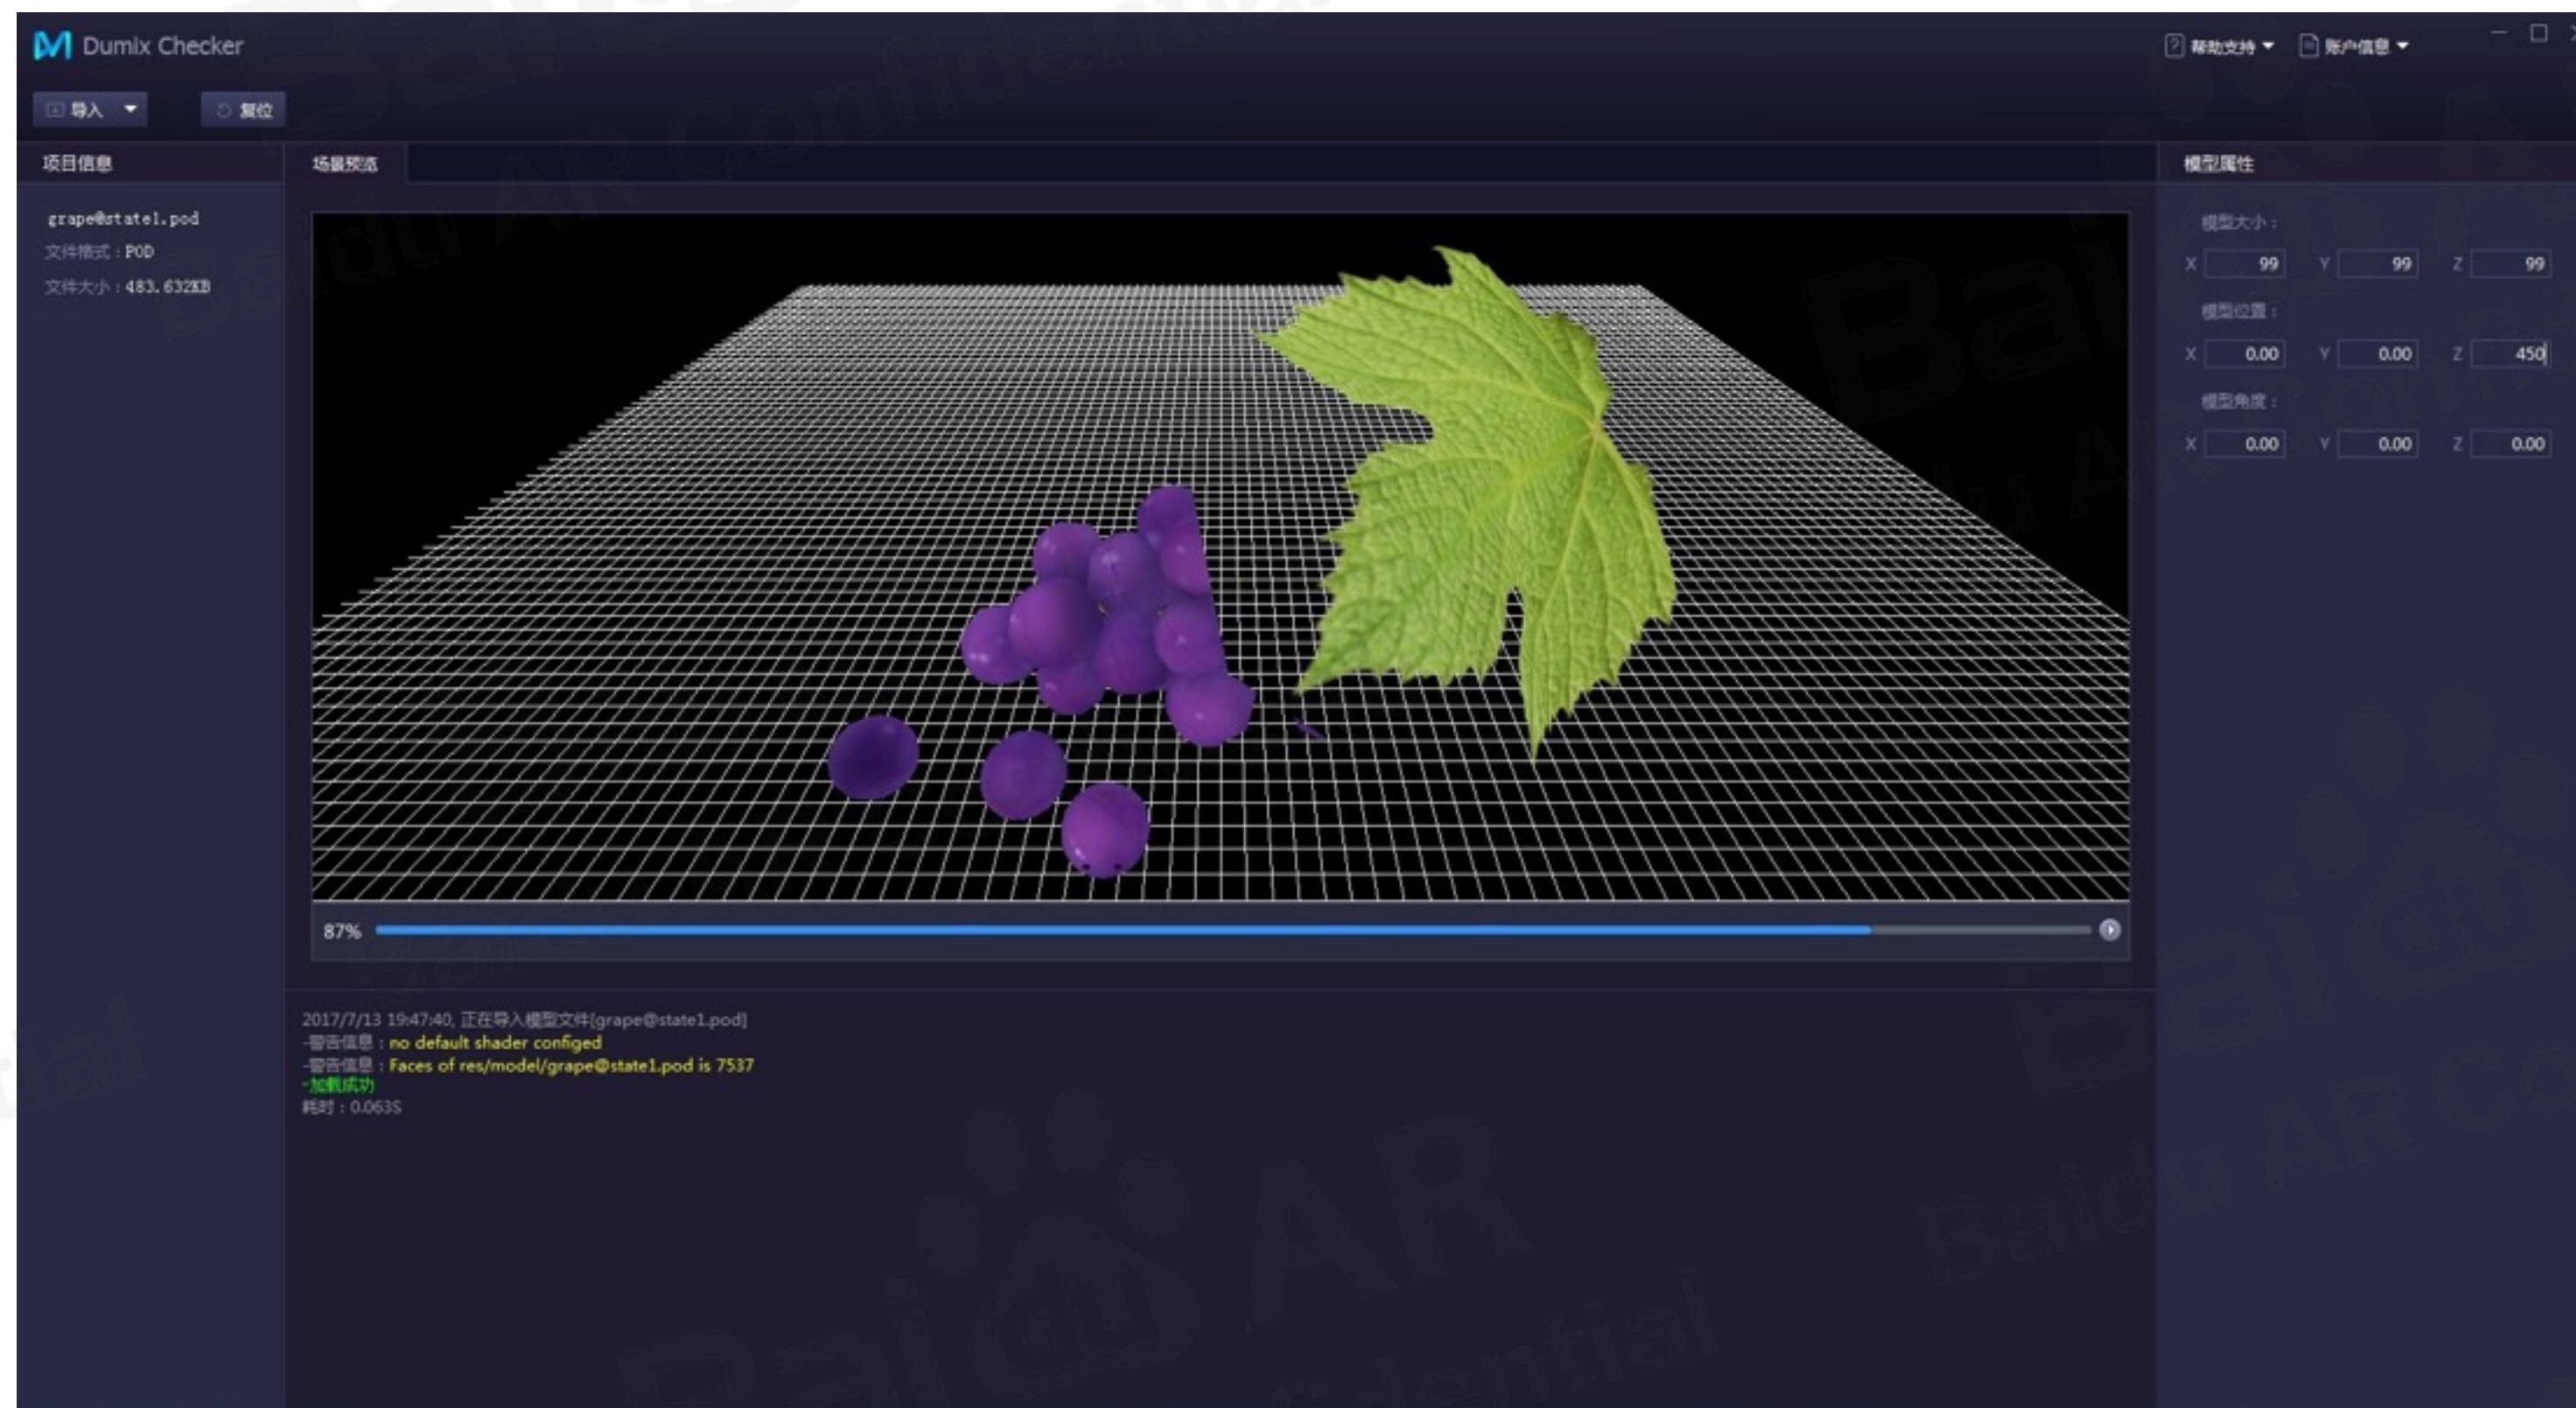 Dumix Checker
帮助支持
账户信息
导入
复位
项目信息
场景预览
模型属性
grape@state1.pod
文件格式：POD
文件大小：483.632KB
模型大小：
X 99 Y 99 Z 99
模型位置：
X 0.00 Y 0.00 Z 450
模型角度：
X 0.00 Y 0.00 Z 0.00
87%
2017/7/13 19:47:40, 正在导入模型文件[grape@state1.pod]
-警告信息：no default shader configed
-警告信息：Faces of res/model/grape@state1.pod is 7537
-加载成功
耗时：0.063S
Baidu AR
Baidu AR Confidential